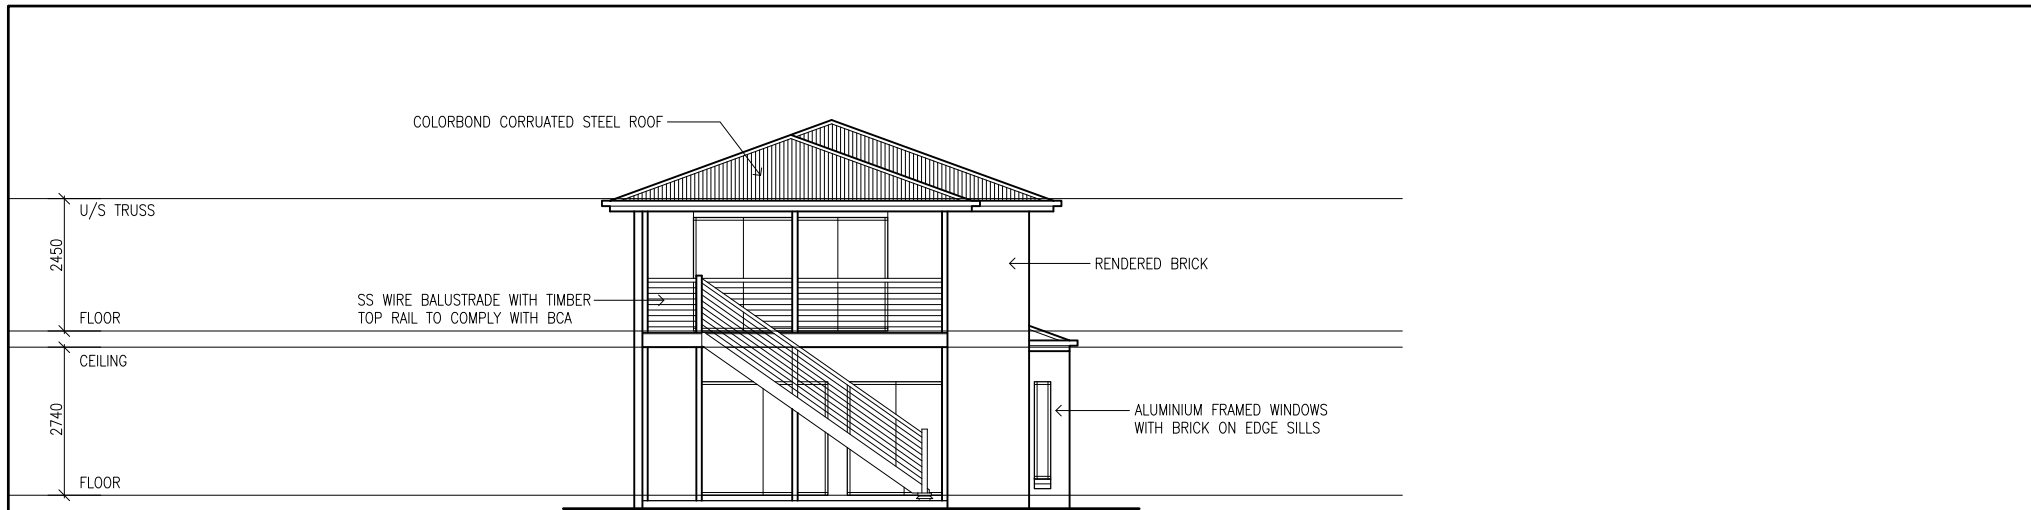 COLORBOND CORRUATED STEEL ROOF
U/S TRUSS
2450
RENDERED BRICK
SS WIRE BALUSTRADE WITH TIMBER
TOP RAIL TO COMPLY WITH BCA
FLOOR
CEILING
2740
ALUMINIUM FRAMED WINDOWS
WITH BRICK ON EDGE SILLS
FLOOR